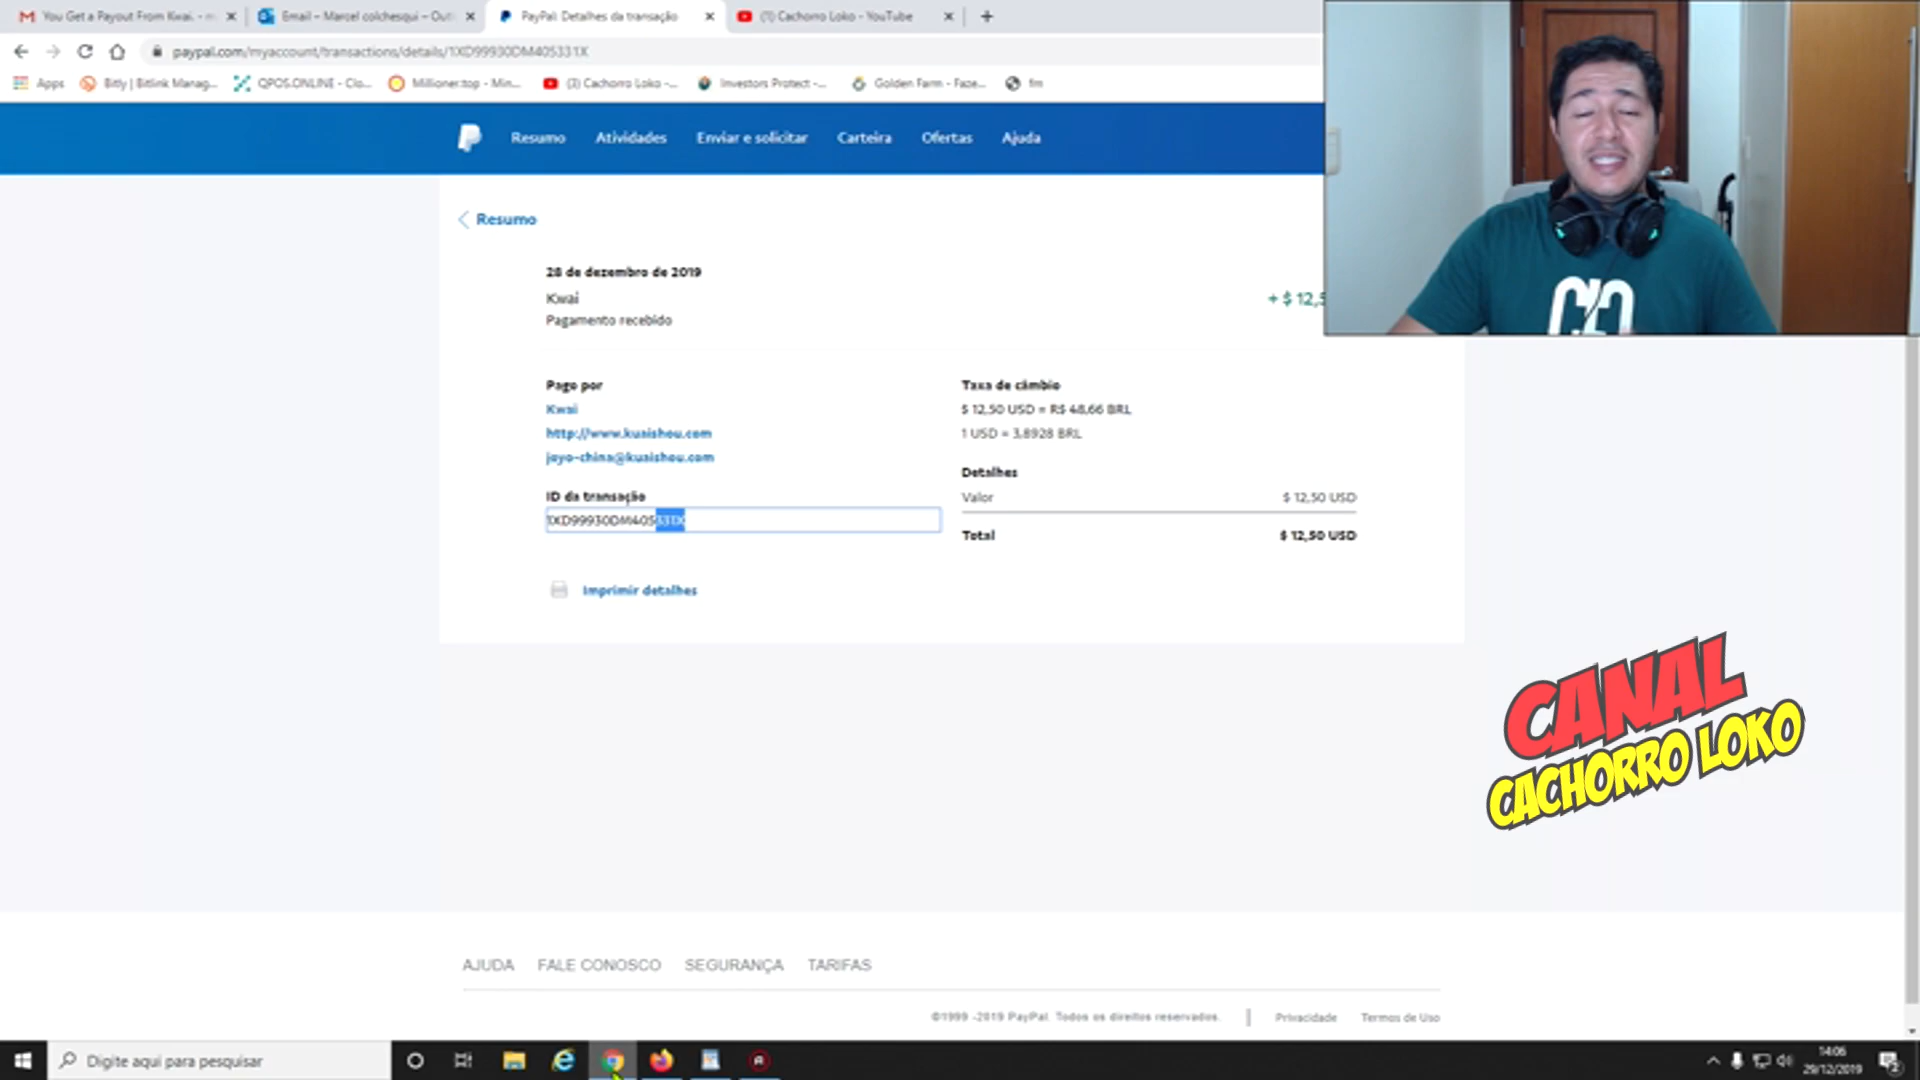 You Get a Payout From Kwai. - m
Email – Marcel colchesqui – Outl
PayPal: Detalhes da transação
(1) Cachorro Loko - YouTube
paypal.com/myaccount/transactions/details/1XD99930DM405331X
Apps
Bitly | Bitlink Manag...
QPOS.ONLINE - Clo...
Millioner.top - Min...
(3) Cachorro Loko -...
Investors Protect -...
Golden Farm - Faze...
fm
Resumo
Atividades
Enviar e solicitar
Carteira
Ofertas
Ajuda
Resumo
28 de dezembro de 2019
Kwai
+ $ 12,5
Pagamento recebido
Pago por
Kwai
http://www.kuaishou.com
joyo-china@kuaishou.com
ID da transação
1XD99930DM405331X
Imprimir detalhes
Taxa de câmbio
$ 12,50 USD = R$ 48,66 BRL
1 USD = 3,8928 BRL
Detalhes
Valor $ 12,50 USD
Total $ 12,50 USD
CANAL
CACHORRO LOKO
AJUDA
FALE CONOSCO
SEGURANÇA
TARIFAS
©1999 -2019 PayPal. Todos os direitos reservados.
Privacidade
Termos de Uso
Digite aqui para pesquisar
14:06
29/12/2019